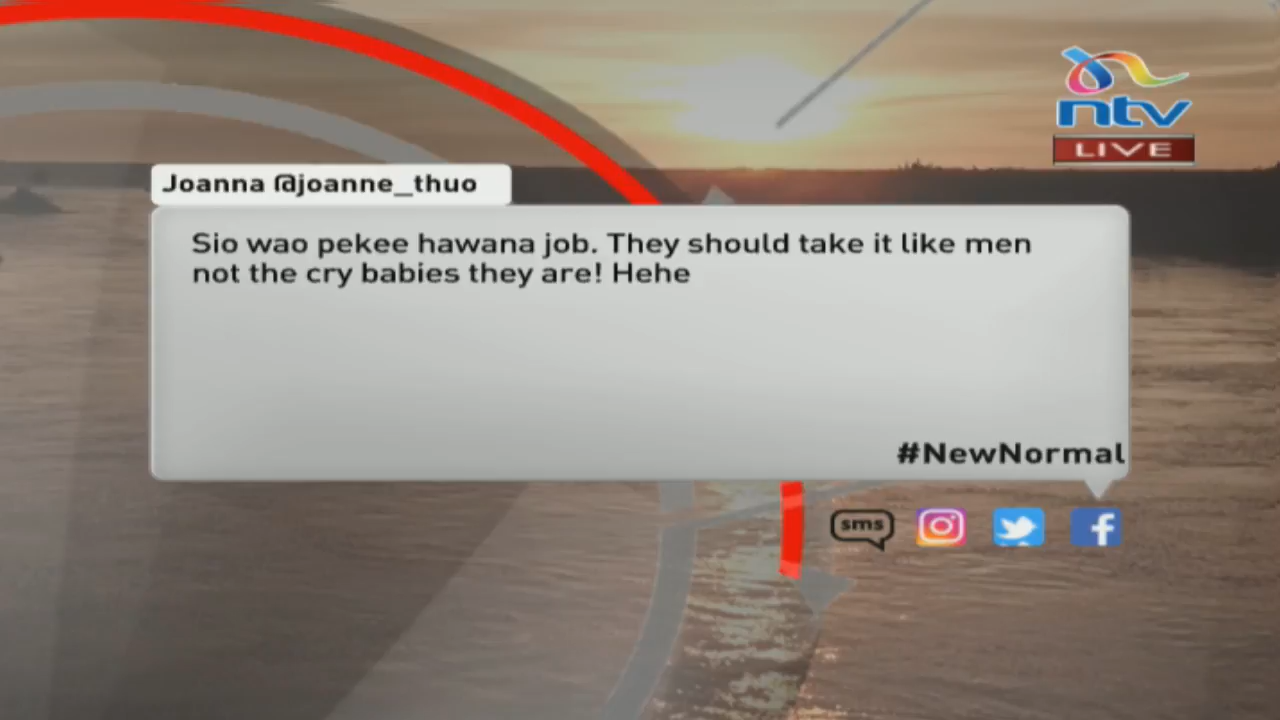 ntv
LIVE
Joanna @joanne_thuo
Sio wao pekee hawana job. They should take it like men
not the cry babies they are! Hehe
#NewNormal
sms
f